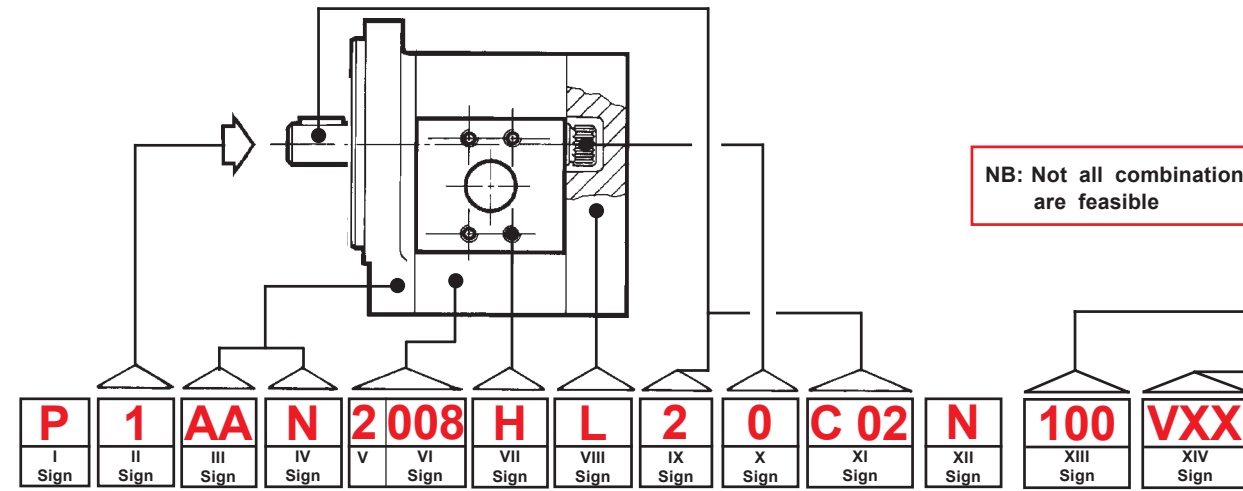 NB: Not all combination
are feasible
P 1 AA N 2 008 H L 2 0 C 02 N 100 VXX
I II III IV V VI VII VIII IX X XI XII XIII XIV
Sign Sign Sign Sign Sign Sign Sign Sign Sign Sign Sign Sign Sign